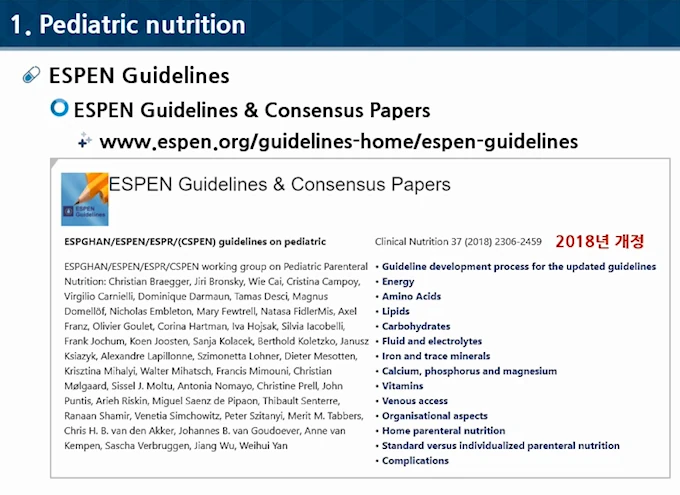 1. Pediatric nutrition
ESPEN Guidelines
ESPEN Guidelines & Consensus Papers
www.espen.org/guidelines-home/espen-guidelines
ESPEN Guidelines & Consensus Papers
ESPEN
Guidelines
ESPGHAN/ESPEN/ESPR/(CSPEN) guidelines on pediatric
Clinical Nutrition 37 (2018) 2306-2459
2018년 개정
ESPGHAN/ESPEN/ESPR/CSPEN working group on Pediatric Parenteral
Nutrition: Christian Braegger, Jiri Bronsky, Wie Cai, Cristina Campoy,
Virgilio Carnielli, Dominique Darmaun, Tamas Desci, Magnus
Domellöf, Nicholas Embleton, Mary Fewtrell, Natasa FidlerMis, Axel
Franz, Olivier Goulet, Corina Hartman, Iva Hojsak, Silvia Iacobelli,
Frank Jochum, Koen Joosten, Sanja Kolacek, Berthold Koletzko, Janusz
Ksiazyk, Alexandre Lapillonne, Szimonetta Lohner, Dieter Mesotten,
Krisztina Mihalyi, Walter Mihatsch, Francis Mimouni, Christian
Mølgaard, Sissel J. Moltu, Antonia Nomayo, Christine Prell, John
Puntis, Arieh Riskin, Miguel Saenz de Pipaon, Thibault Senterre,
Ranaan Shamir, Venetia Simchowitz, Peter Szitanyi, Merit M. Tabbers,
Chris H. B. van den Akker, Johannes B. van Goudoever, Anne van
Kempen, Sascha Verbruggen, Jiang Wu, Weihui Yan
• Guideline development process for the updated guidelines
• Energy
• Amino Acids
• Lipids
• Carbohydrates
• Fluid and electrolytes
• Iron and trace minerals
• Calcium, phosphorus and magnesium
• Vitamins
• Venous access
• Organisational aspects
• Home parenteral nutrition
• Standard versus individualized parenteral nutrition
• Complications